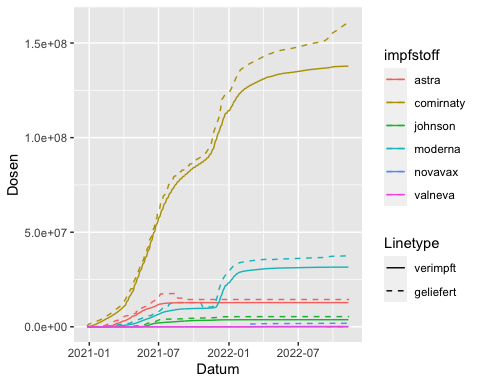 1.5e+08
1.0e+08
5.0e+07
0.0e+00
Dosen
2021-01 2021-07 2022-01 2022-07
Datum
impfstoff
astra
comirnaty
johnson
moderna
novavax
valneva
Linetype
verimpft
geliefert